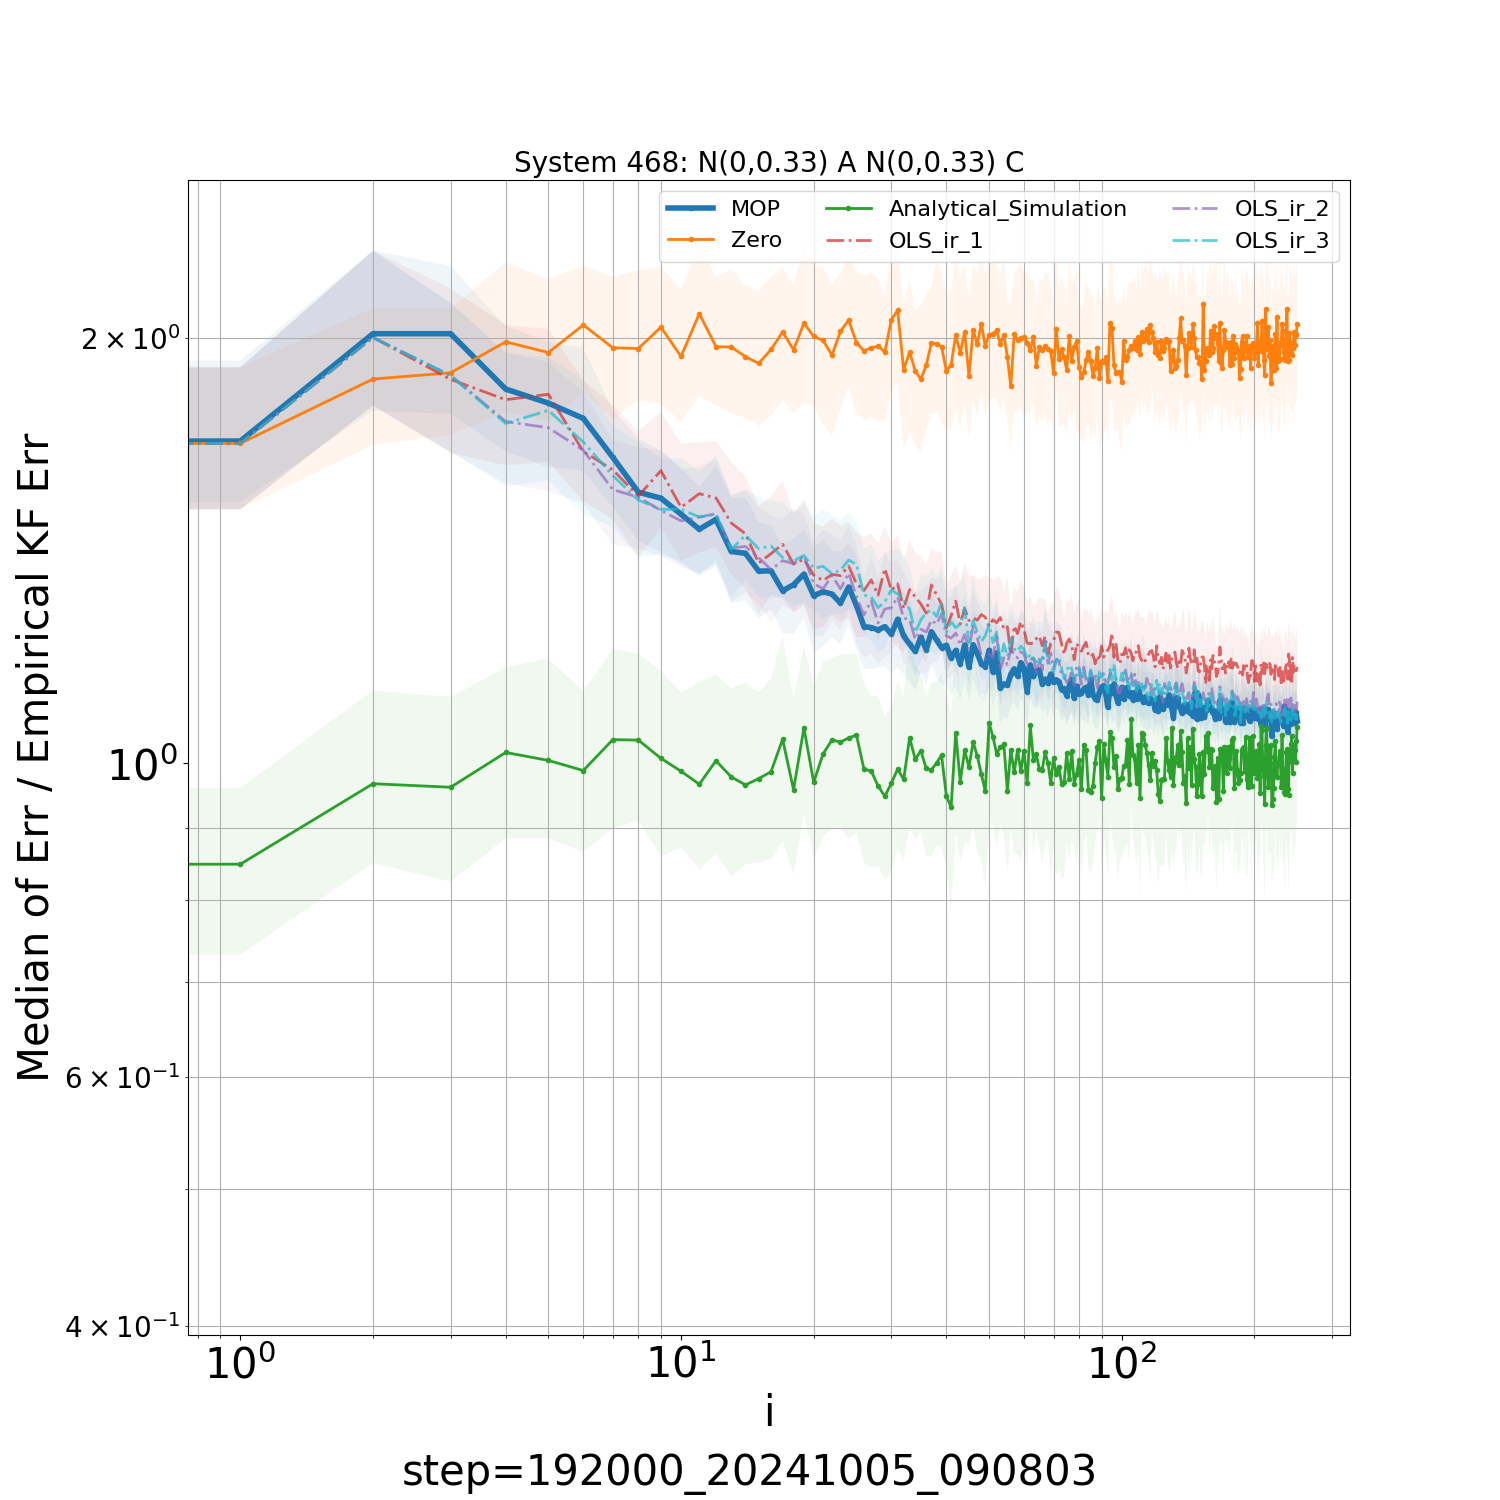 System 468: N(0,0.33) A N(0,0.33) C
MOP
Zero
Analytical_Simulation
OLS_ir_1
OLS_ir_2
OLS_ir_3
Median of Err / Empirical KF Err
2 × 10⁰
10⁰
6 × 10⁻¹
4 × 10⁻¹
10⁰
10¹
10²
i
step=192000_20241005_090803